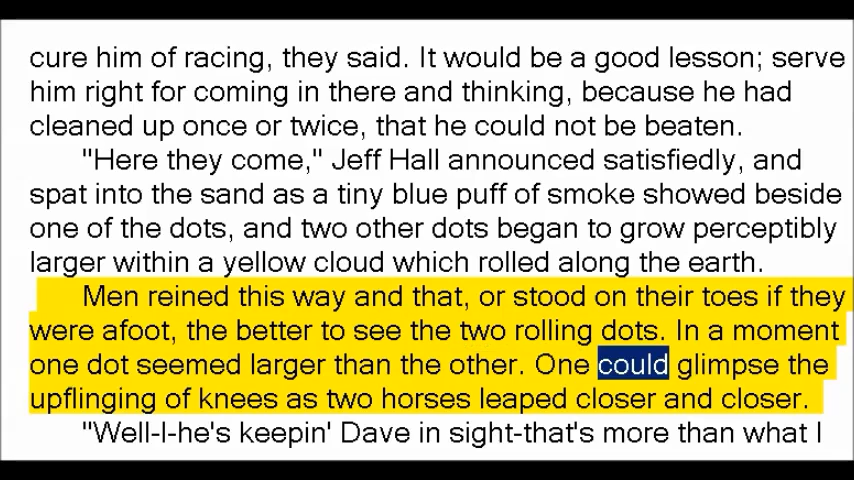 cure him of racing, they said. It would be a good lesson; serve
him right for coming in there and thinking, because he had
cleaned up once or twice, that he could not be beaten.
"Here they come," Jeff Hall announced satisfiedly, and
spat into the sand as a tiny blue puff of smoke showed beside
one of the dots, and two other dots began to grow perceptibly
larger within a yellow cloud which rolled along the earth.
Men reined this way and that, or stood on their toes if they
were afoot, the better to see the two rolling dots. In a moment
one dot seemed larger than the other. One could glimpse the
upflinging of knees as two horses leaped closer and closer.
"Well-l-he's keepin' Dave in sight-that's more than what I